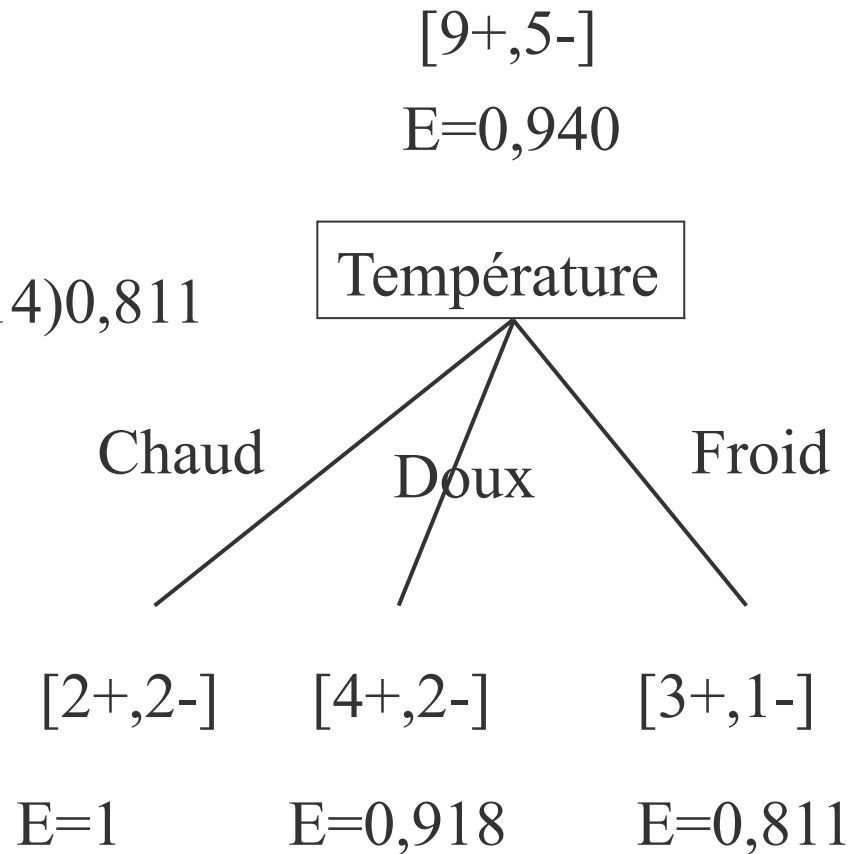 [9+,5-]
E=0,940
Température
4)0,811
Chaud
Doux
Froid
[2+,2-]
[4+,2-]
[3+,1-]
E=1
E=0,918
E=0,811